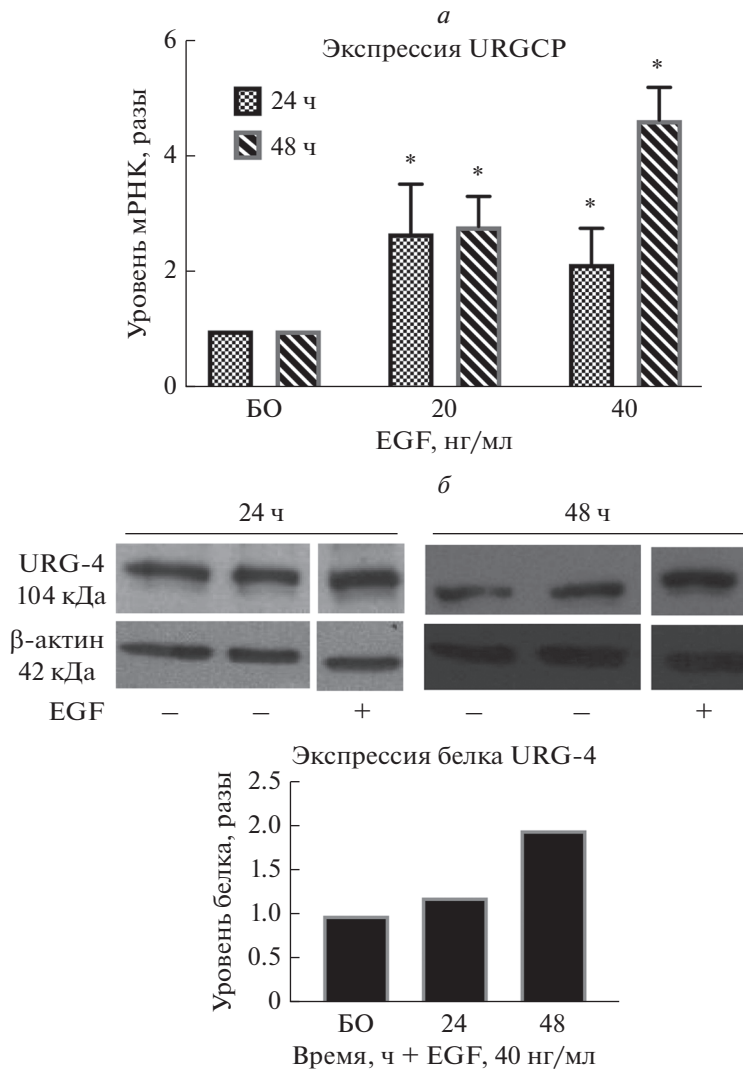 а
Экспрессия URGCP
Уровень мРНК, разы
6
4
2
0
24 ч
48 ч
*
*
*
*
БО 20 40
EGF, нг/мл
б
24 ч 48 ч
URG-4
104 кДа
β-актин
42 кДа
EGF − − + − − +
Экспрессия белка URG-4
Уровень белка, разы
2.5
2.0
1.5
1.0
0.5
0
БО 24 48
Время, ч + EGF, 40 нг/мл